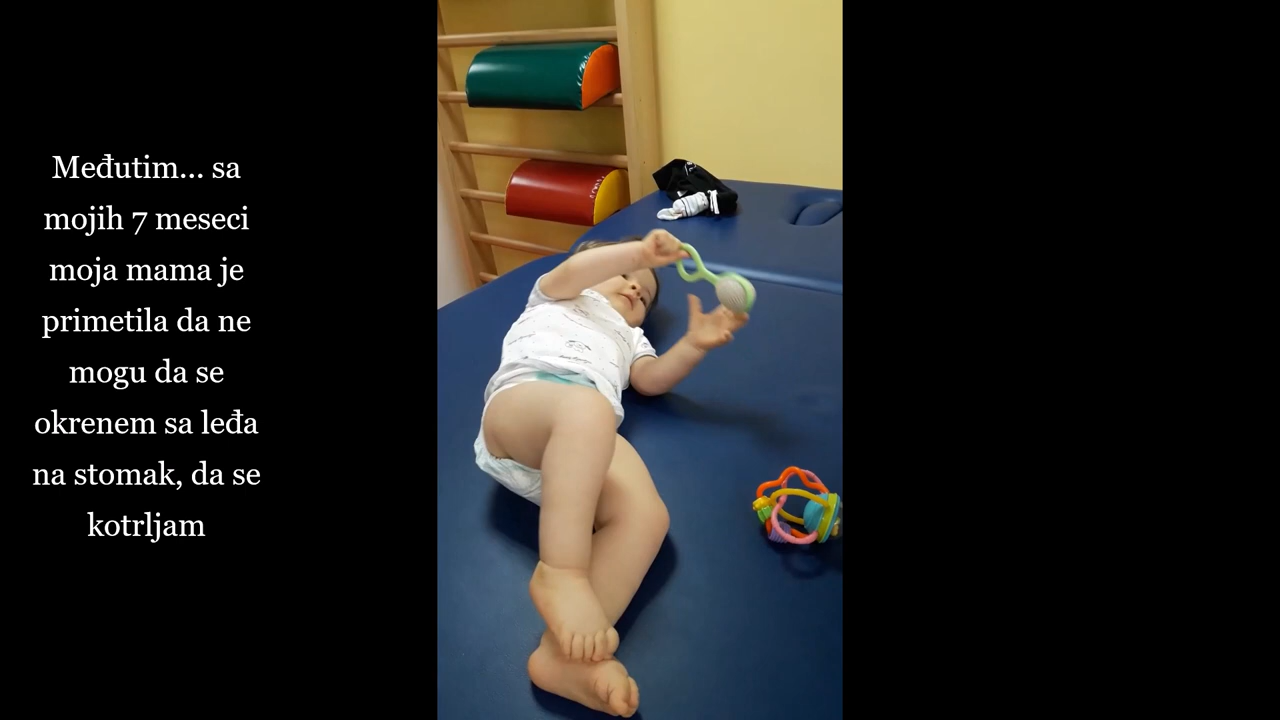 Međutim... sa
mojih 7 meseci
moja mama je
primetila da ne
mogu da se
okrenem sa leđa
na stomak, da se
kotrljam